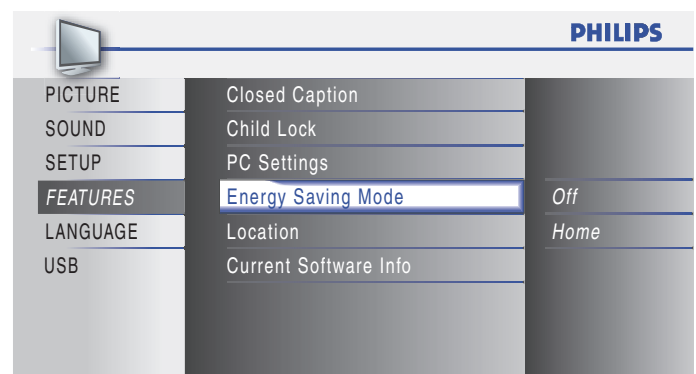 PHILIPS
PICTURE
SOUND
SETUP
FEATURES
LANGUAGE
USB
Closed Caption
Child Lock
PC Settings
Energy Saving Mode
Location
Current Software Info
Off
Home